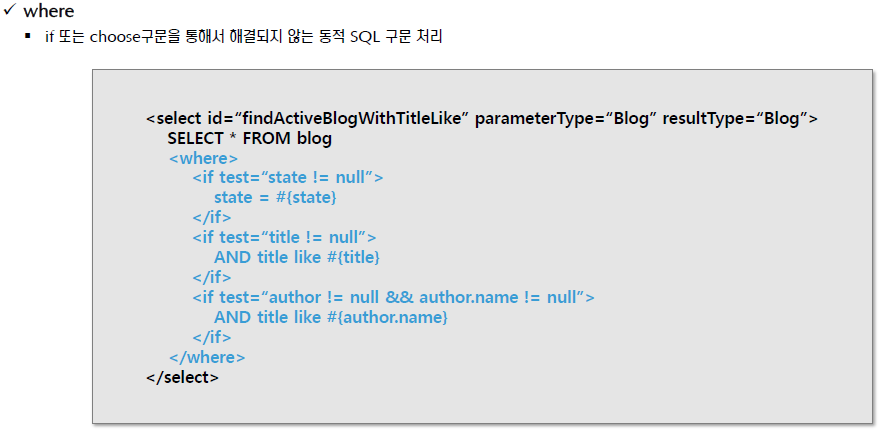 ✓ where
▪ if 또는 choose구문을 통해서 해결되지 않는 동적 SQL 구문 처리
<select id=“findActiveBlogWithTitleLike” parameterType=“Blog” resultType=“Blog”>
SELECT * FROM blog
<where>
<if test=“state != null”>
state = #{state}
</if>
<if test=“title != null”>
AND title like #{title}
</if>
<if test=“author != null && author.name != null”>
AND title like #{author.name}
</if>
</where>
</select>